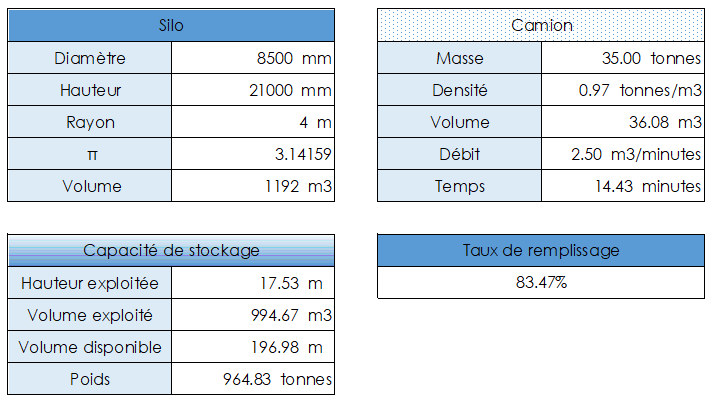 Silo
Diamètre 8500 mm
Hauteur 21000 mm
Rayon 4 m
π 3.14159
Volume 1192 m3
Camion
Masse 35.00 tonnes
Densité 0.97 tonnes/m3
Volume 36.08 m3
Débit 2.50 m3/minutes
Temps 14.43 minutes
Capacité de stockage
Hauteur exploitée 17.53 m
Volume exploité 994.67 m3
Volume disponible 196.98 m
Poids 964.83 tonnes
Taux de remplissage
83.47%